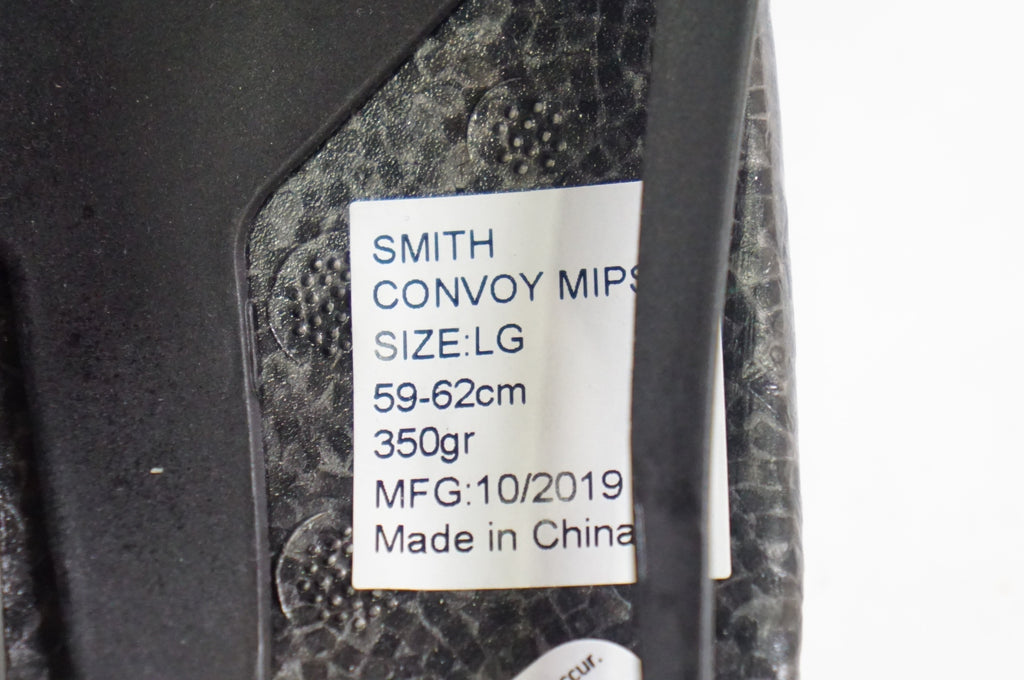 SMITH
CONVOY MIPS
SIZE:LG
59-62cm
350gr
MFG:10/2019
Made in China